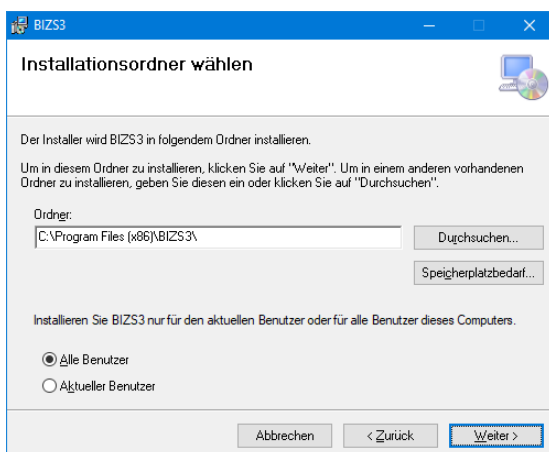 BIZS3
Installationsordner wählen
Der Installer wird BIZS3 in folgendem Ordner installieren.
Um in diesem Ordner zu installieren, klicken Sie auf "Weiter". Um in einem anderen vorhandenen
Ordner zu installieren, geben Sie diesen ein oder klicken Sie auf "Durchsuchen".
Ordner:
C:\Program Files (x86)\BIZS3\
Durchsuchen...
Speicherplatzbedarf...
Installieren Sie BIZS3 nur für den aktuellen Benutzer oder für alle Benutzer dieses Computers.
Alle Benutzer
Aktueller Benutzer
Abbrechen
< Zurück
Weiter >